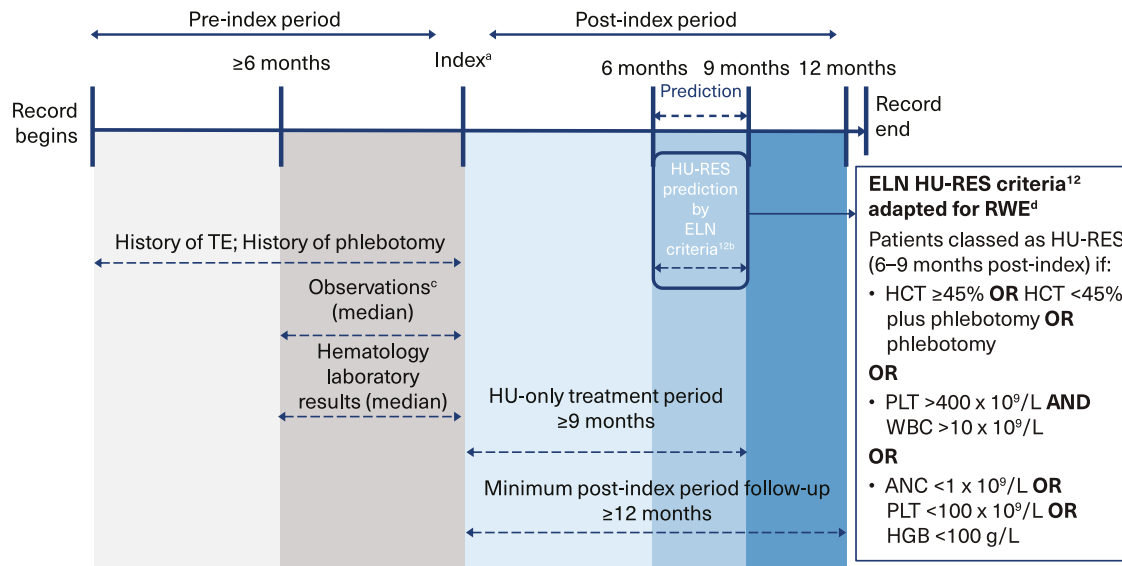 Pre-index period
Post-index period
≥6 months
Indexᵃ
6 months
9 months
12 months
Record
begins
Prediction
Record
end
HU-RES
prediction
by
ELN
criteria¹²ᵇ
History of TE; History of phlebotomy
Observationsᶜ
(median)
Hematology
laboratory
results (median)
HU-only treatment period
≥9 months
Minimum post-index period follow-up
≥12 months
ELN HU-RES criteria¹²
adapted for RWEᵈ
Patients classed as HU-RES
(6–9 months post-index) if:
• HCT ≥45% OR HCT <45%
plus phlebotomy OR
phlebotomy
OR
• PLT >400 x 10⁹/L AND
WBC >10 x 10⁹/L
OR
• ANC <1 x 10⁹/L OR
PLT <100 x 10⁹/L OR
HGB <100 g/L